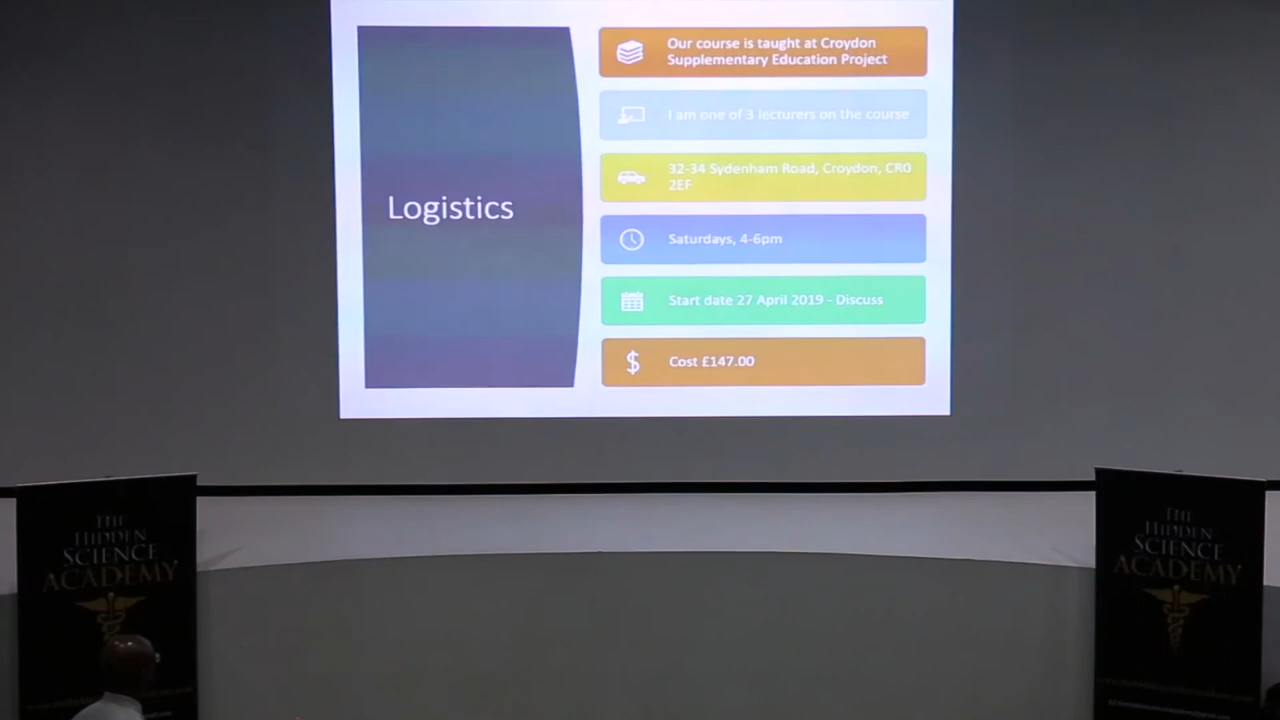 Logistics
Our course is taught at Croydon
Supplementary Education Project
I am one of 3 lecturers on the course
32-34 Sydenham Road, Croydon, CR0
2EF
Saturdays, 4-6pm
Start date 27 April 2019 - Discuss
Cost £147.00
THE
HIDDEN
SCIENCE
ACADEMY
THE
HIDDEN
SCIENCE
ACADEMY